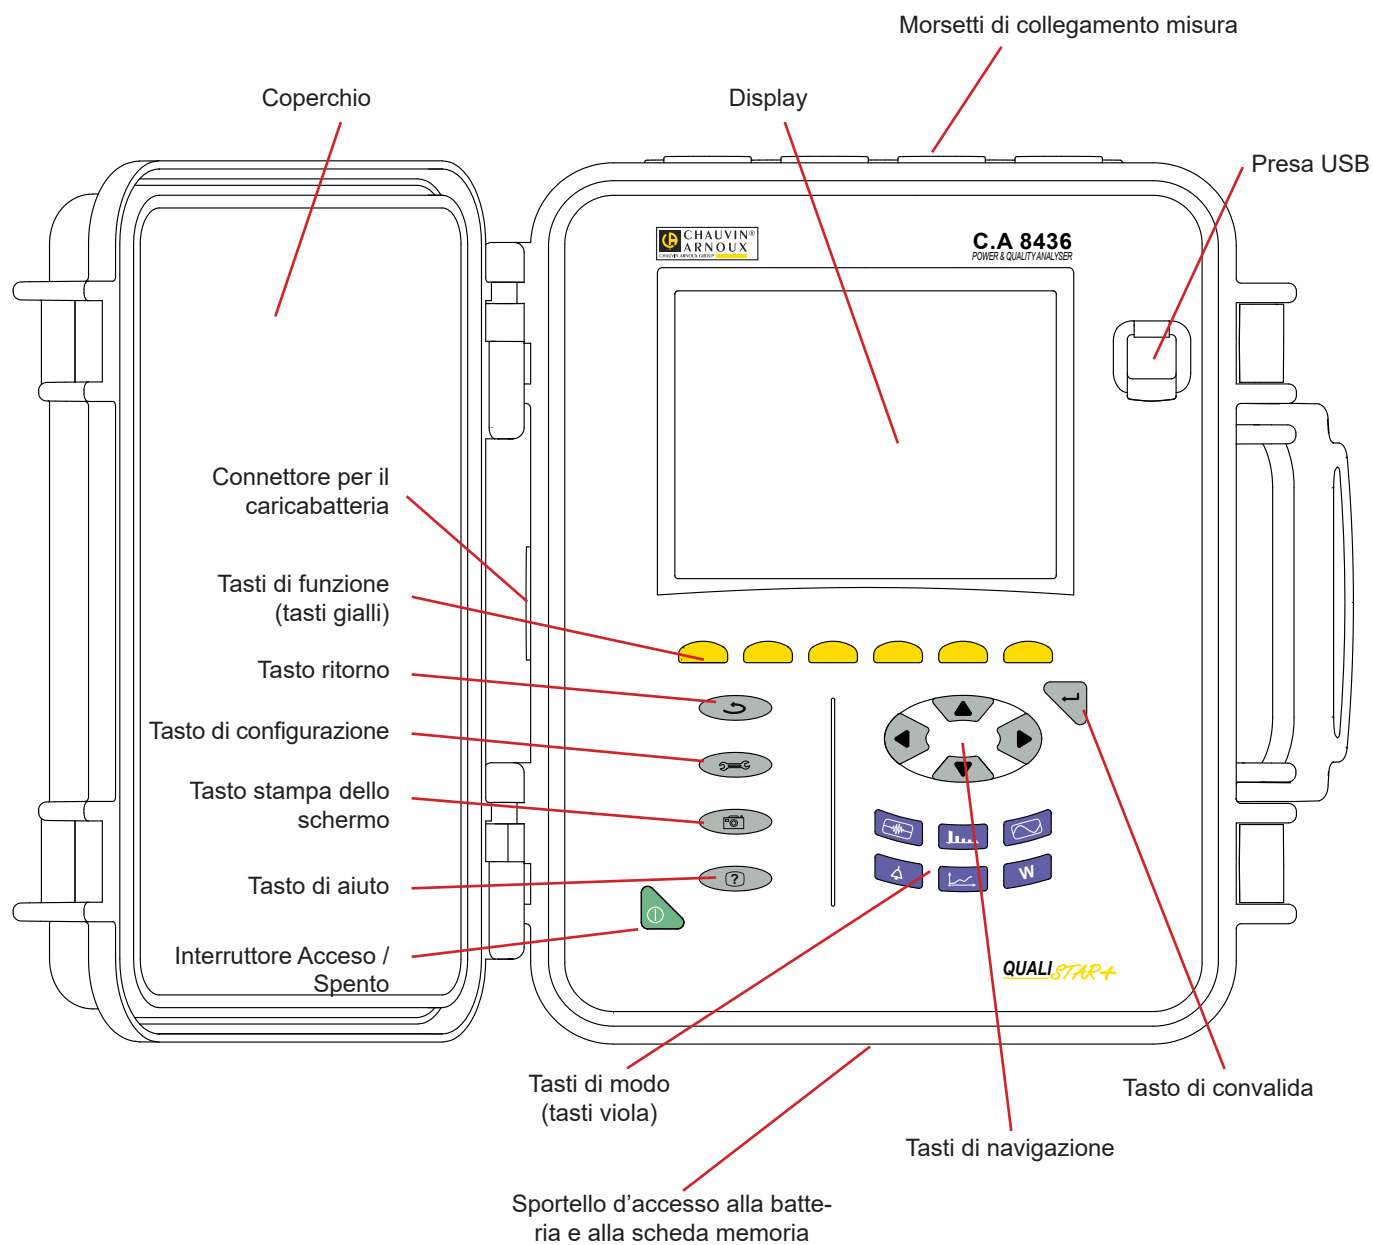 Morsetti di collegamento misura
Coperchio
Display
Presa USB
CHAUVIN®
ARNOUX
CHAUVIN ARNOUX GROUP
C.A 8436
POWER & QUALITY ANALYSER
Connettore per il
caricabatteria
Tasti di funzione
(tasti gialli)
Tasto ritorno
Tasto di configurazione
Tasto stampa dello
schermo
Tasto di aiuto
?
W
Interruttore Acceso /
Spento
QUALISTAR+
Tasti di modo
(tasti viola)
Tasto di convalida
Tasti di navigazione
Sportello d’accesso alla batte-
ria e alla scheda memoria